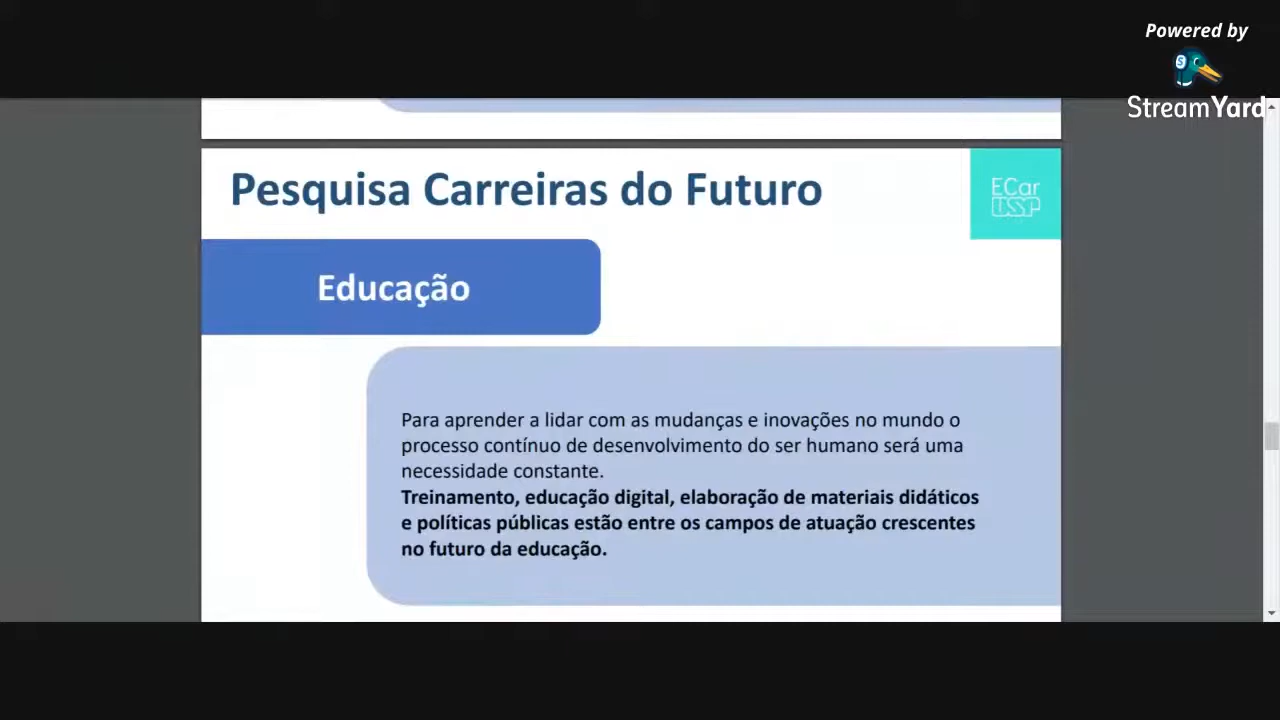 Powered by
StreamYard
Pesquisa Carreiras do Futuro
ECar
USP
Educação
Para aprender a lidar com as mudanças e inovações no mundo o
processo contínuo de desenvolvimento do ser humano será uma
necessidade constante.
Treinamento, educação digital, elaboração de materiais didáticos
e políticas públicas estão entre os campos de atuação crescentes
no futuro da educação.